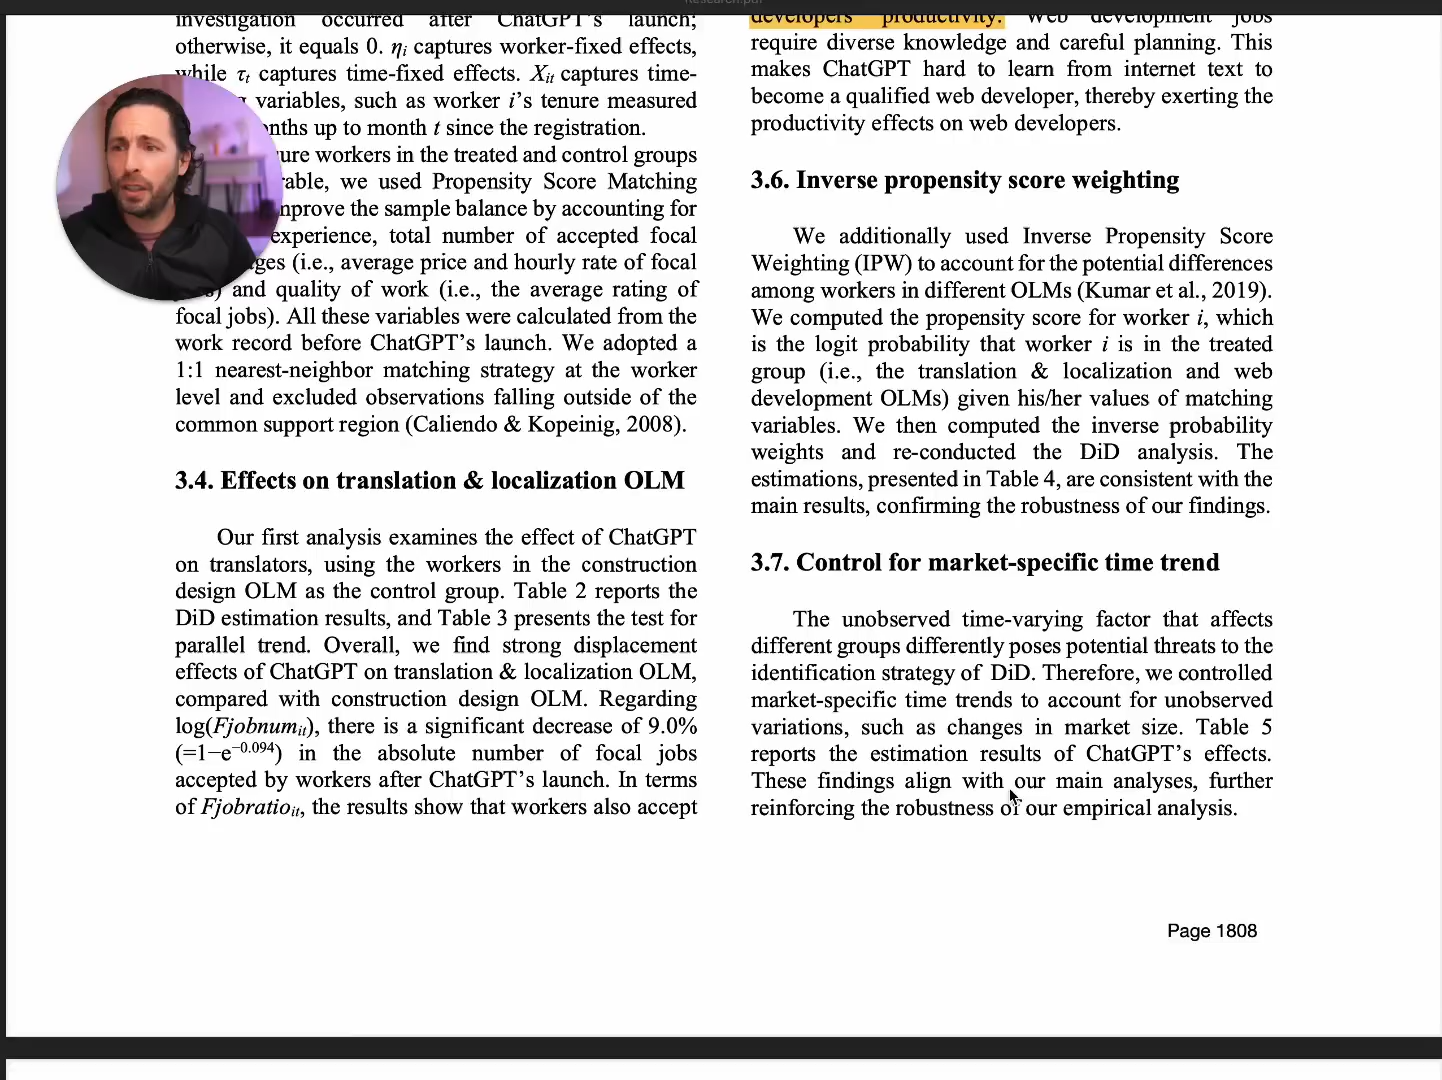 Research.pdf
investigation occurred after ChatGPT's launch;
otherwise, it equals 0. ηi captures worker-fixed effects,
while τt captures time-fixed effects. Xit captures time-
variables, such as worker i's tenure measured
onths up to month t since the registration.
ure workers in the treated and control groups
rable, we used Propensity Score Matching
nprove the sample balance by accounting for
experience, total number of accepted focal
ges (i.e., average price and hourly rate of focal
and quality of work (i.e., the average rating of
focal jobs). All these variables were calculated from the
work record before ChatGPT's launch. We adopted a
1:1 nearest-neighbor matching strategy at the worker
level and excluded observations falling outside of the
common support region (Caliendo & Kopeinig, 2008).
3.4. Effects on translation & localization OLM
Our first analysis examines the effect of ChatGPT
on translators, using the workers in the construction
design OLM as the control group. Table 2 reports the
DiD estimation results, and Table 3 presents the test for
parallel trend. Overall, we find strong displacement
effects of ChatGPT on translation & localization OLM,
compared with construction design OLM. Regarding
log(Fjobnumit), there is a significant decrease of 9.0%
(=1−e−0.094) in the absolute number of focal jobs
accepted by workers after ChatGPT's launch. In terms
of Fjobratioit, the results show that workers also accept
developers' productivity. Web development jobs
require diverse knowledge and careful planning. This
makes ChatGPT hard to learn from internet text to
become a qualified web developer, thereby exerting the
productivity effects on web developers.
3.6. Inverse propensity score weighting
We additionally used Inverse Propensity Score
Weighting (IPW) to account for the potential differences
among workers in different OLMs (Kumar et al., 2019).
We computed the propensity score for worker i, which
is the logit probability that worker i is in the treated
group (i.e., the translation & localization and web
development OLMs) given his/her values of matching
variables. We then computed the inverse probability
weights and re-conducted the DiD analysis. The
estimations, presented in Table 4, are consistent with the
main results, confirming the robustness of our findings.
3.7. Control for market-specific time trend
The unobserved time-varying factor that affects
different groups differently poses potential threats to the
identification strategy of DiD. Therefore, we controlled
market-specific time trends to account for unobserved
variations, such as changes in market size. Table 5
reports the estimation results of ChatGPT's effects.
These findings align with our main analyses, further
reinforcing the robustness of our empirical analysis.
Page 1808